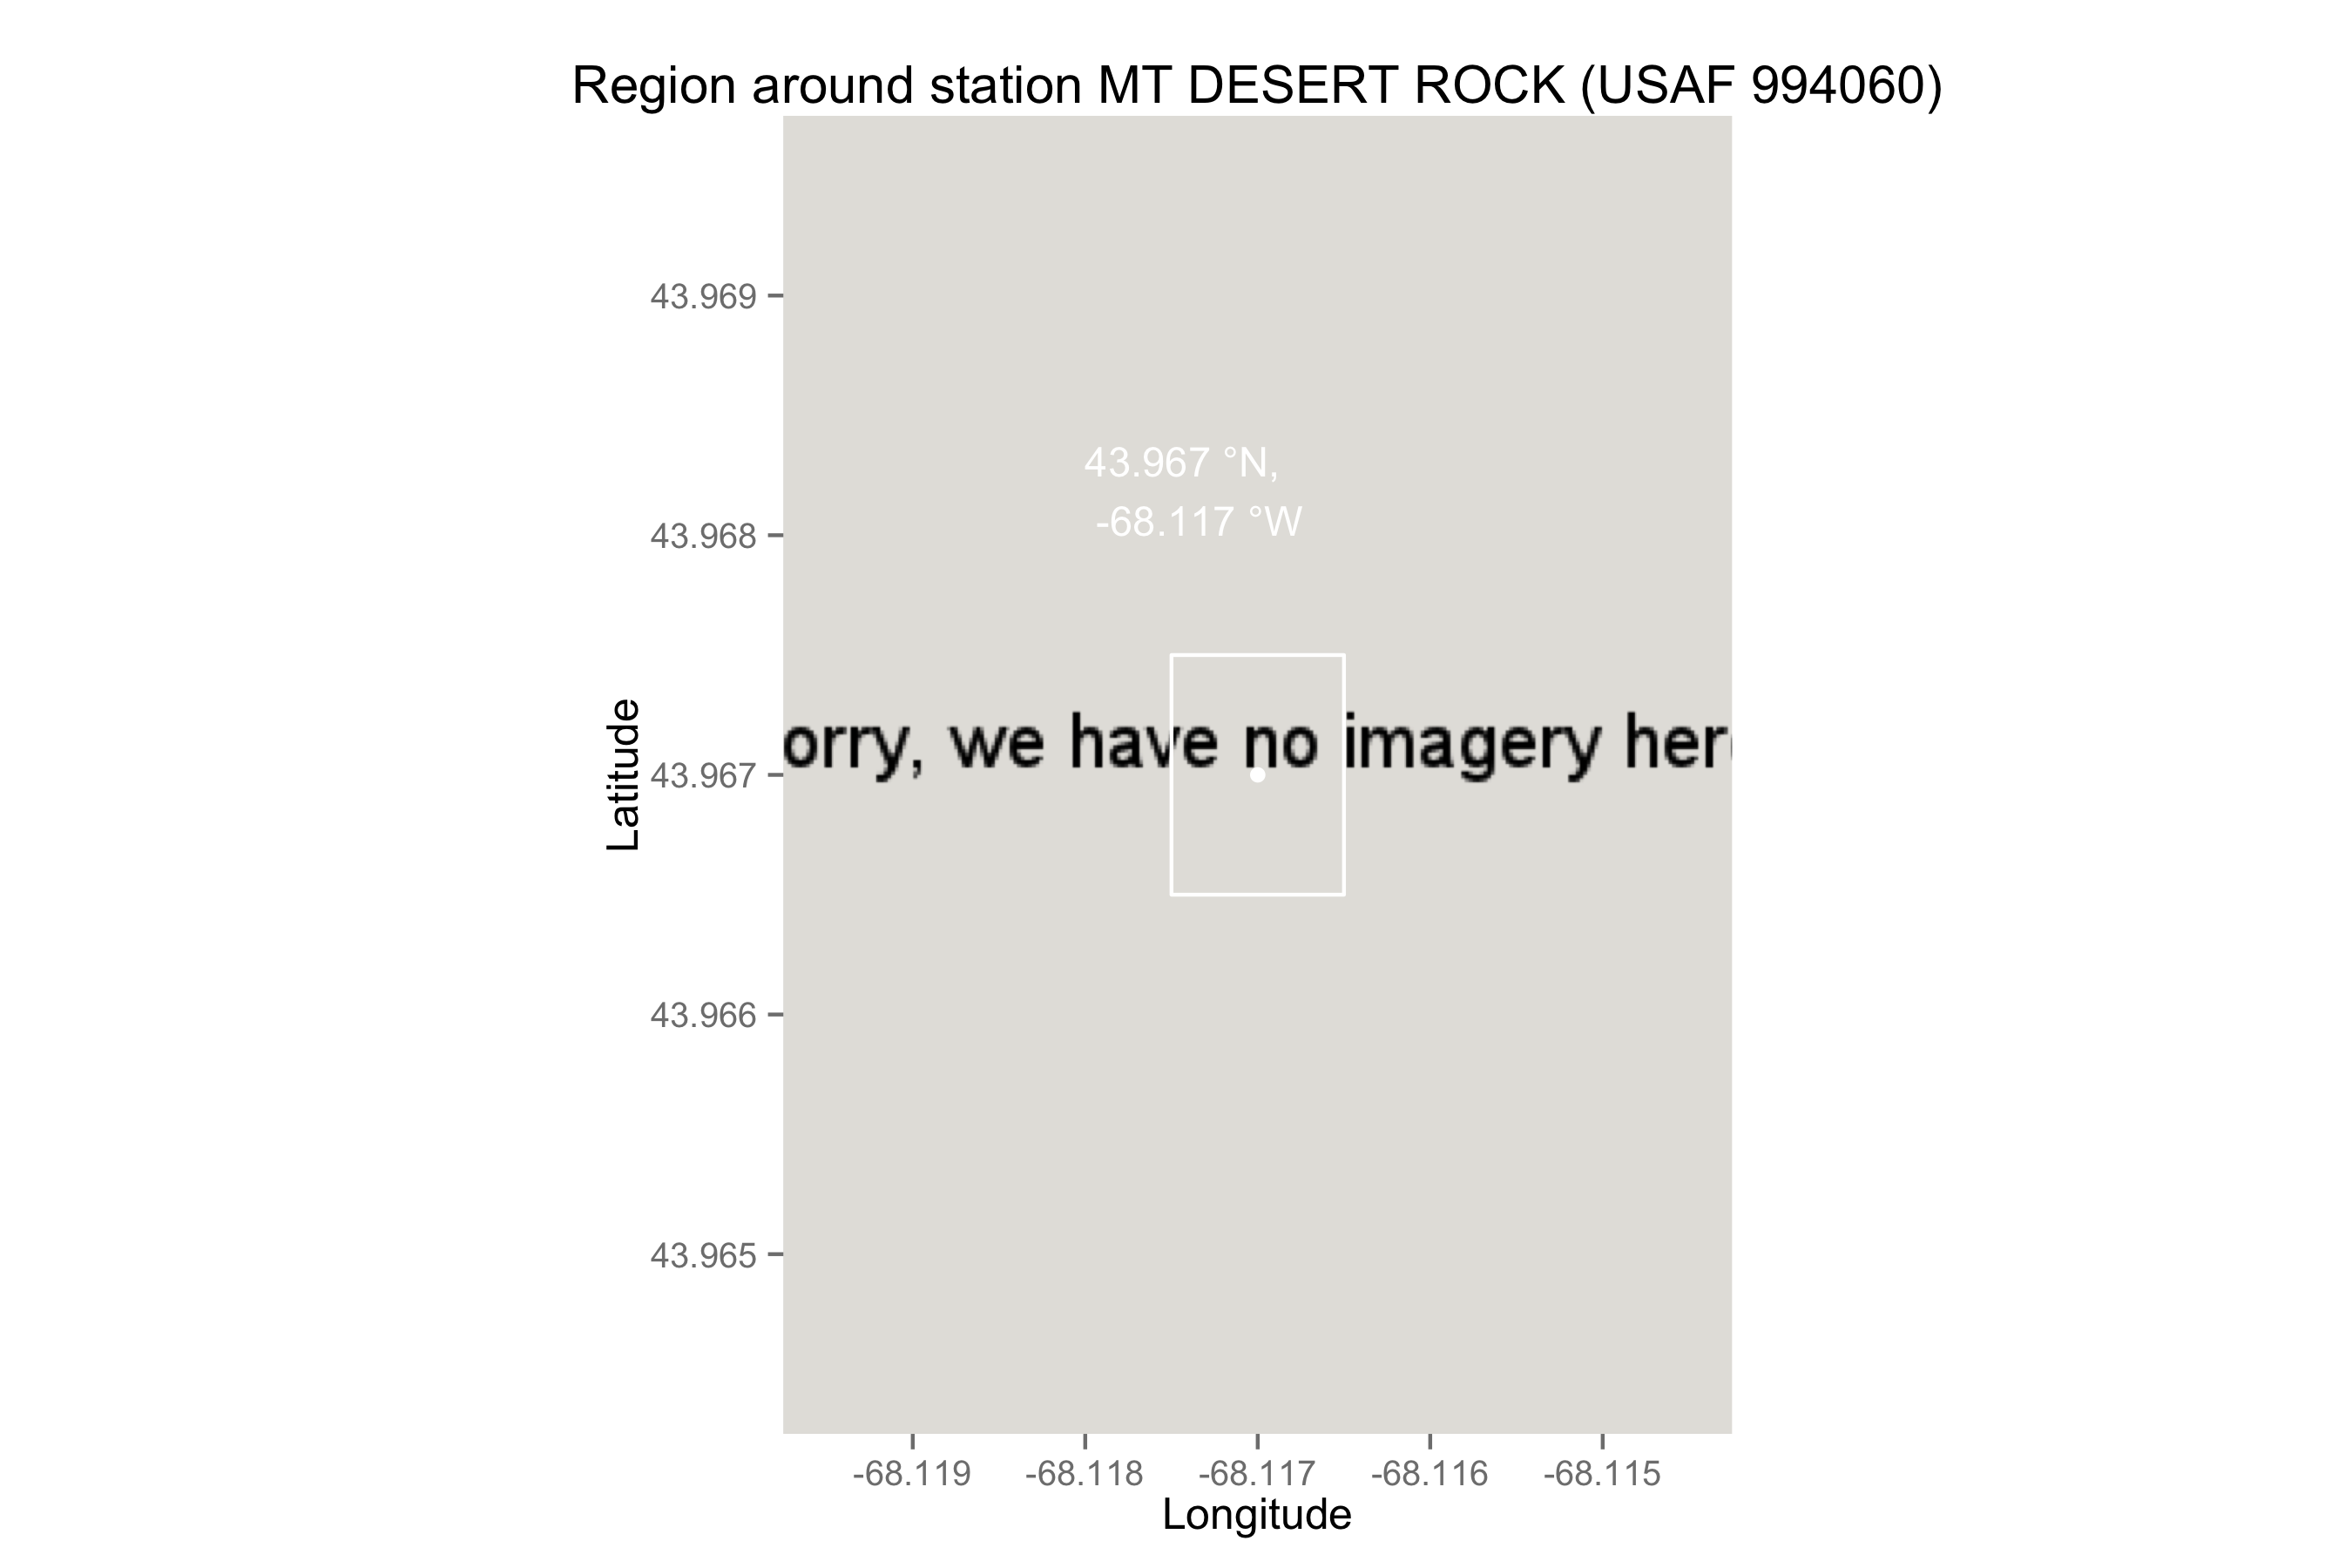 Region around station MT DESERT ROCK (USAF 994060)
43.969
43.967 °N,
-68.117 °W
43.968
orry, we have no imagery her
Latitude
43.967
43.966
43.965
-68.119 -68.118 -68.117 -68.116 -68.115
Longitude